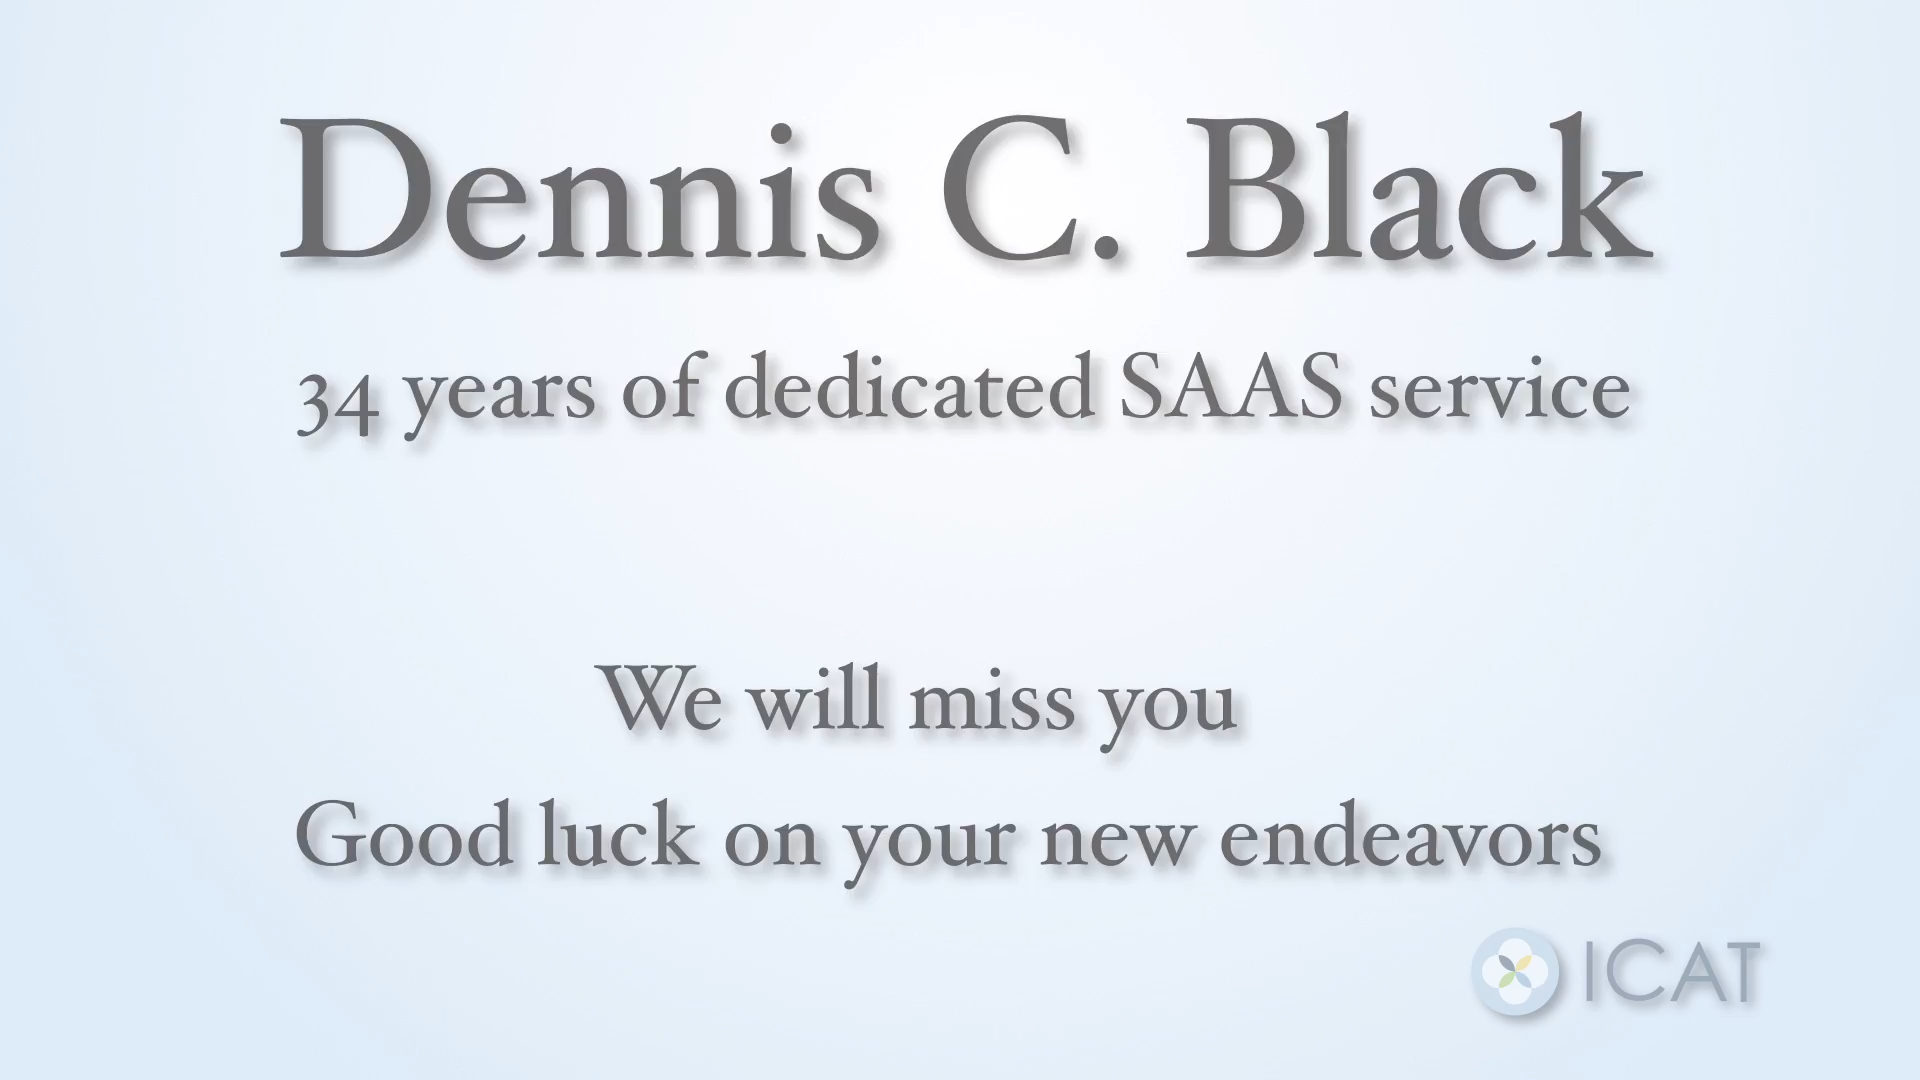 Dennis C. Black
34 years of dedicated SAAS service
We will miss you
Good luck on your new endeavors
ICAT